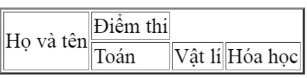 Họ và tên
Điểm thi
Toán
Vật lí
Hóa học